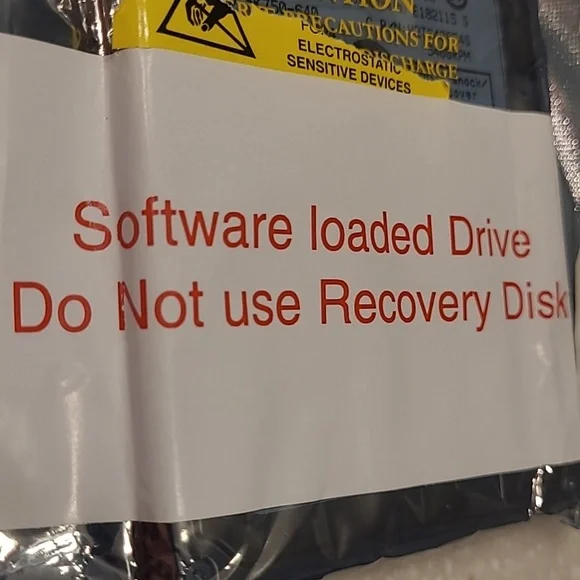 PRECAUTIONS FOR
ELECTROSTATIC
SENSITIVE DEVICES
Software loaded Drive
Do Not use Recovery Disk